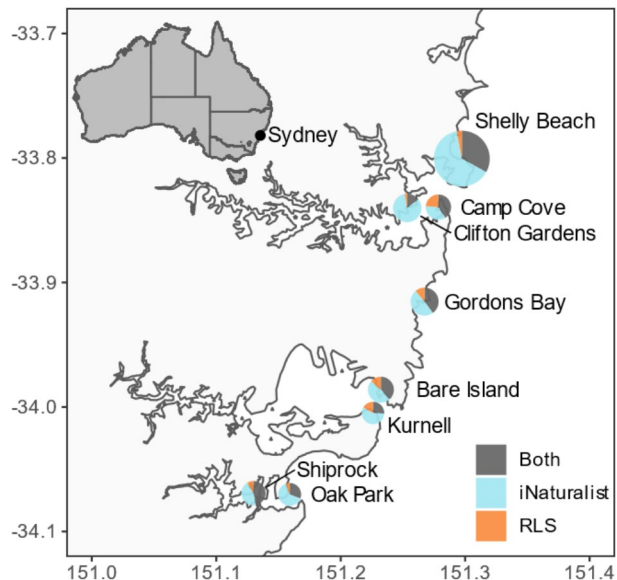 -33.7
-33.8
-33.9
-34.0
-34.1
Sydney
Shelly Beach
Camp Cove
Clifton Gardens
Gordons Bay
Bare Island
Kurnell
Shiprock
Oak Park
Both
iNaturalist
RLS
151.0 151.1 151.2 151.3 151.4